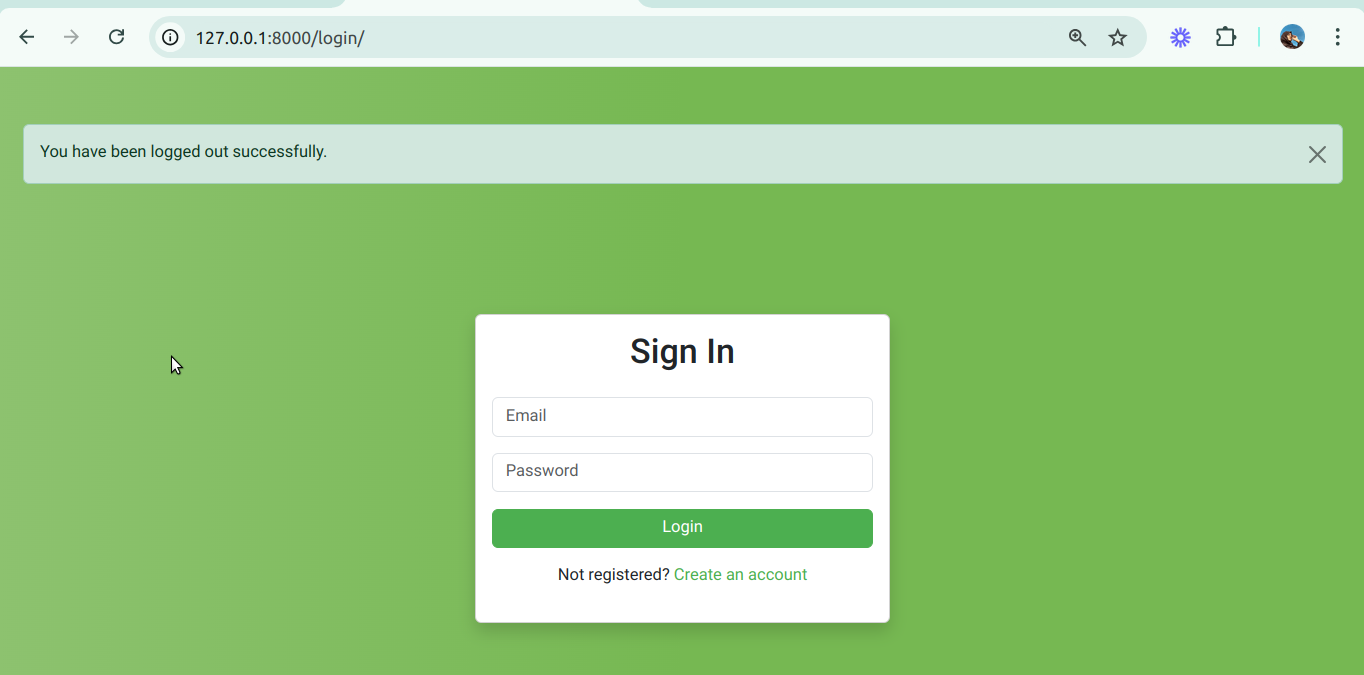 127.0.0.1:8000/login/
You have been logged out successfully.
Sign In
Email
Password
Login
Not registered? Create an account